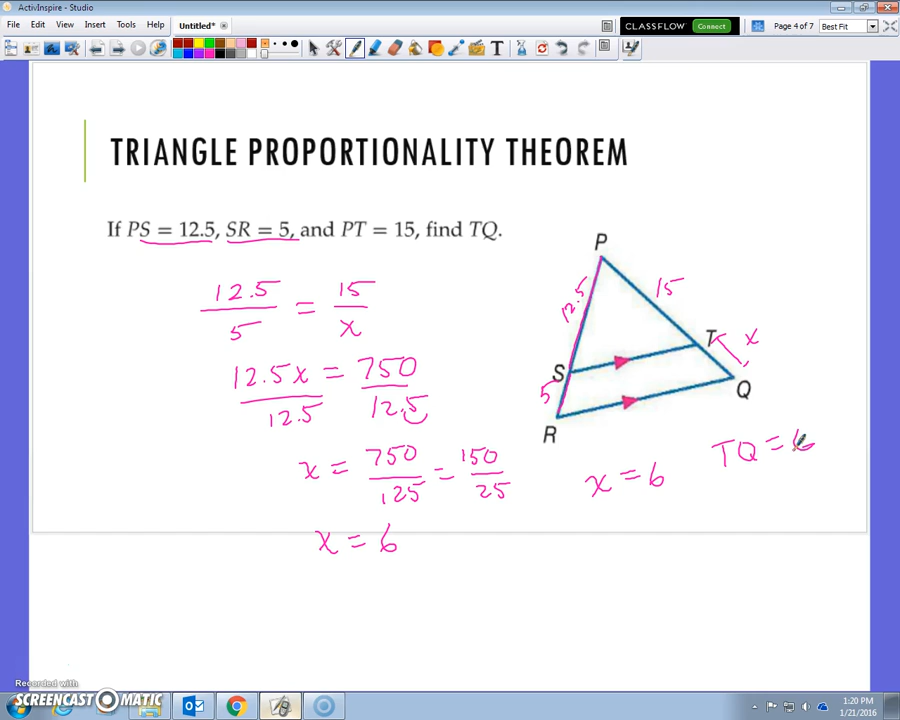 ActivInspire - Studio
File Edit View Insert Tools Help
Untitled*
CLASSFLOW Connect
Page 4 of 7
Best Fit
TRIANGLE PROPORTIONALITY THEOREM
If PS = 12.5, SR = 5, and PT = 15, find TQ.
12.5/5 = 15/x
12.5x/12.5 = 750/12.5
x = 750/125 = 150/25
x = 6
P
12.5
15
T
x
S
5
Q
R
x = 6
TQ = 6
Recorded with
SCREENCAST MATIC
1:20 PM
1/21/2016